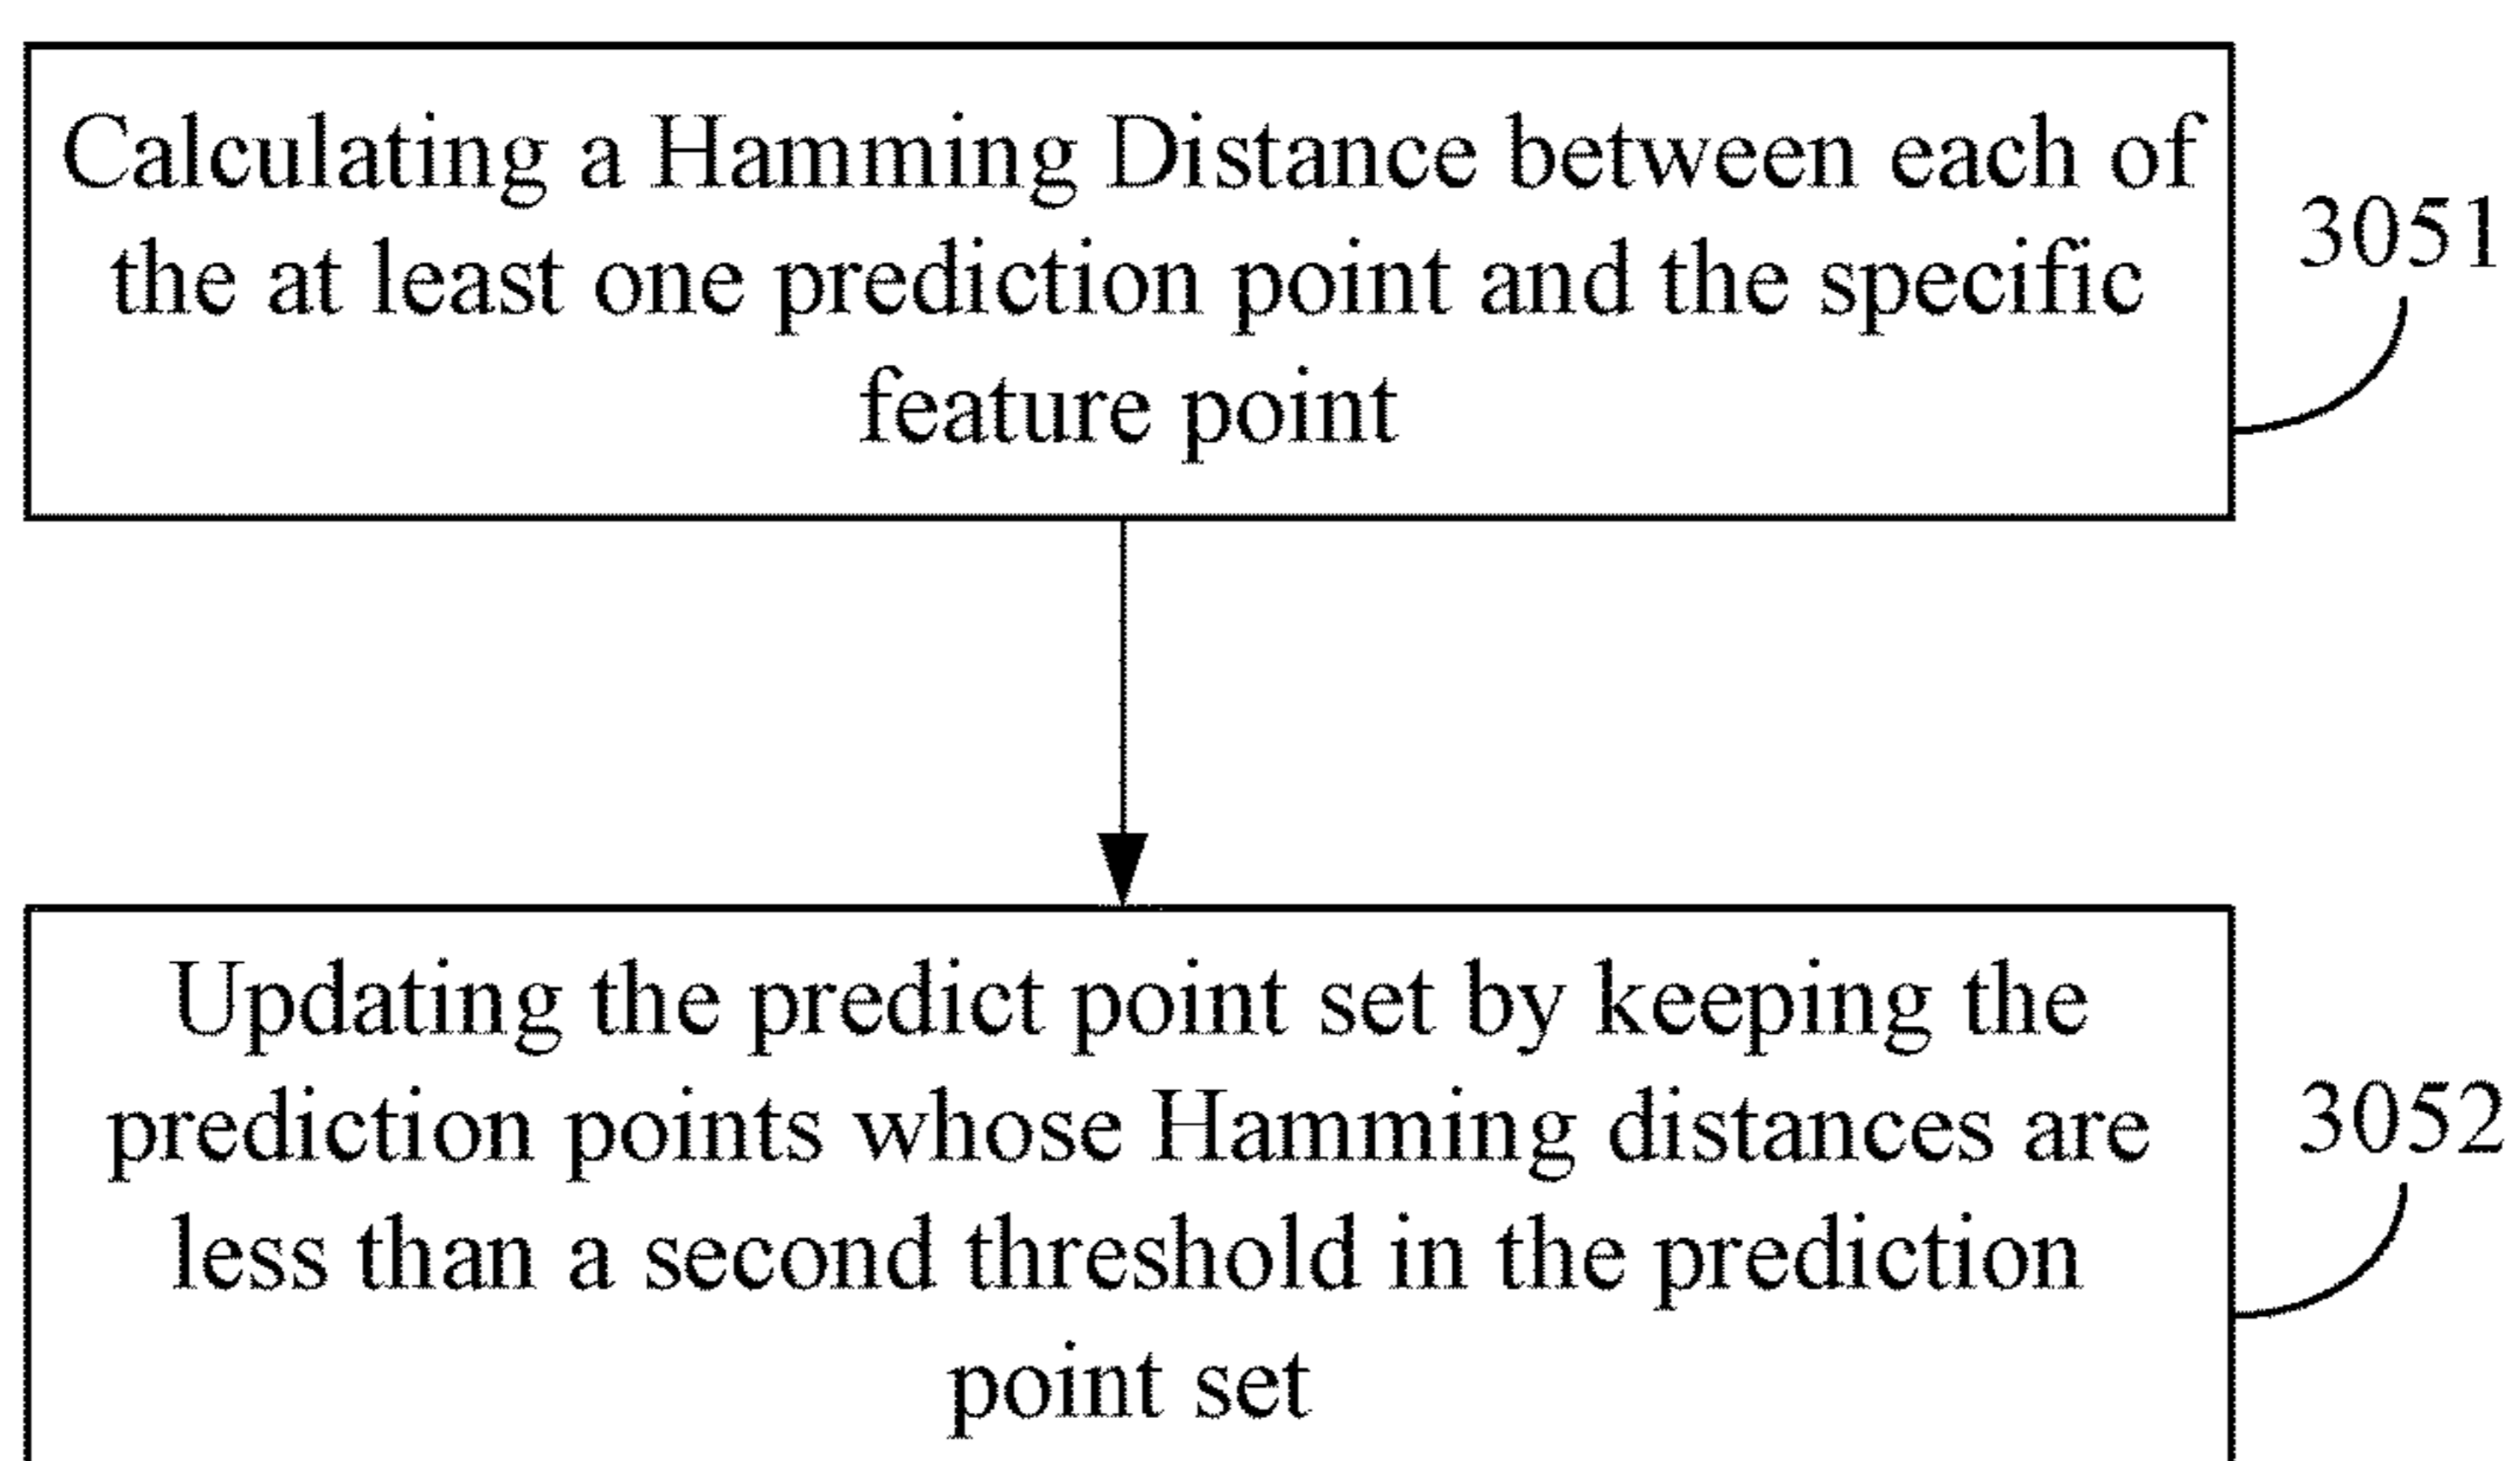 Calculating a Hamming Distance between each of
the at least one prediction point and the specific
feature point
3051
Updating the predict point set by keeping the
prediction points whose Hamming distances are
less than a second threshold in the prediction
point set
3052